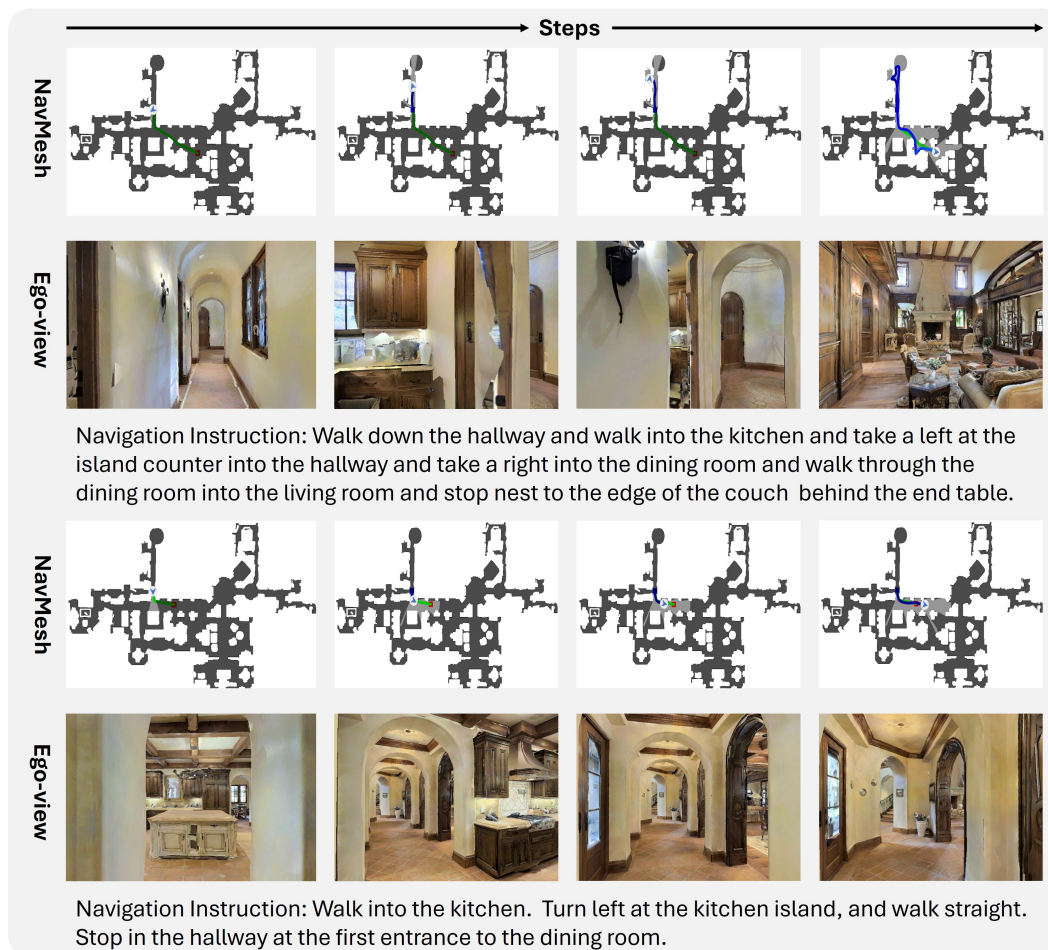 Steps
NavMesh
Ego-view
Navigation Instruction: Walk down the hallway and walk into the kitchen and take a left at the
island counter into the hallway and take a right into the dining room and walk through the
dining room into the living room and stop nest to the edge of the couch behind the end table.
NavMesh
Ego-view
Navigation Instruction: Walk into the kitchen. Turn left at the kitchen island, and walk straight.
Stop in the hallway at the first entrance to the dining room.